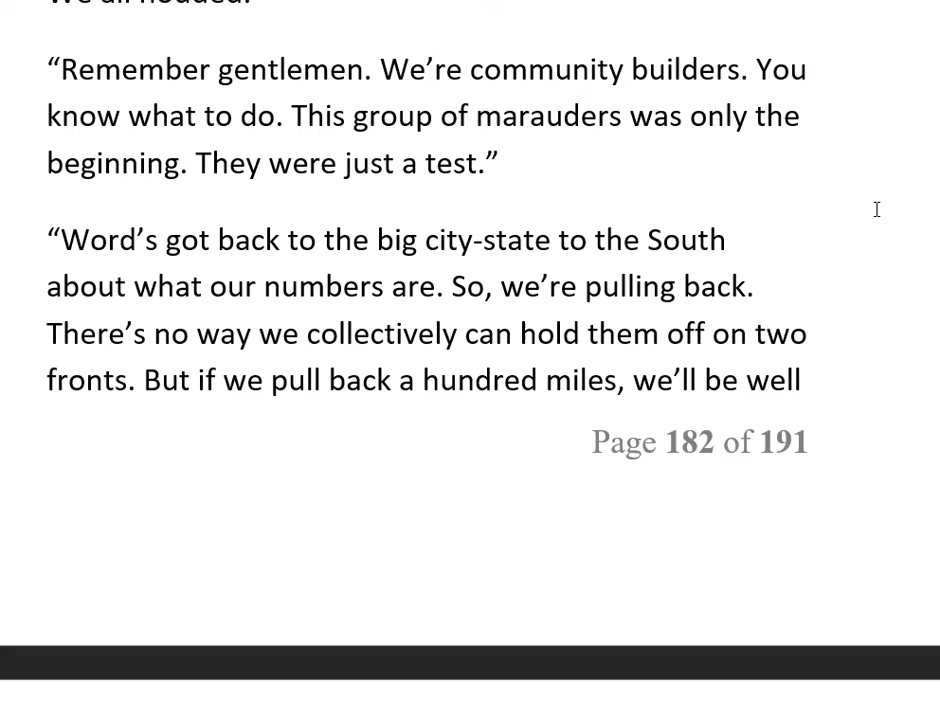 We all nodded.
“Remember gentlemen. We’re community builders. You
know what to do. This group of marauders was only the
beginning. They were just a test.”
“Word’s got back to the big city-state to the South
about what our numbers are. So, we’re pulling back.
There’s no way we collectively can hold them off on two
fronts. But if we pull back a hundred miles, we’ll be well
Page 182 of 191